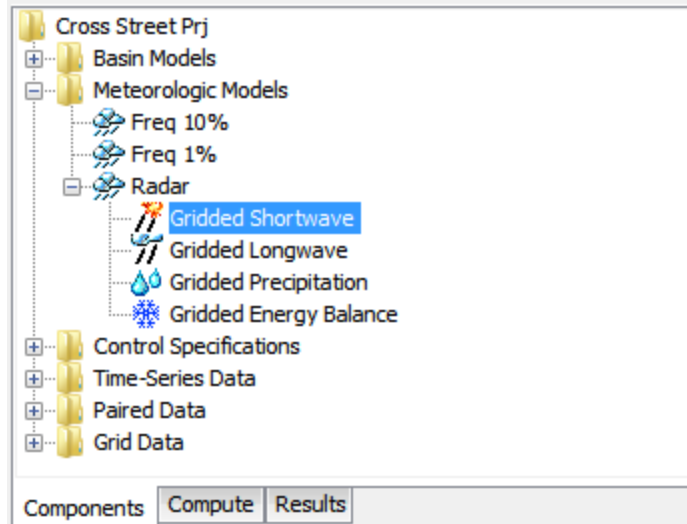 Cross Street Prj
Basin Models
Meteorologic Models
Freq 10%
Freq 1%
Radar
Gridded Shortwave
Gridded Longwave
Gridded Precipitation
Gridded Energy Balance
Control Specifications
Time-Series Data
Paired Data
Grid Data
Components Compute Results